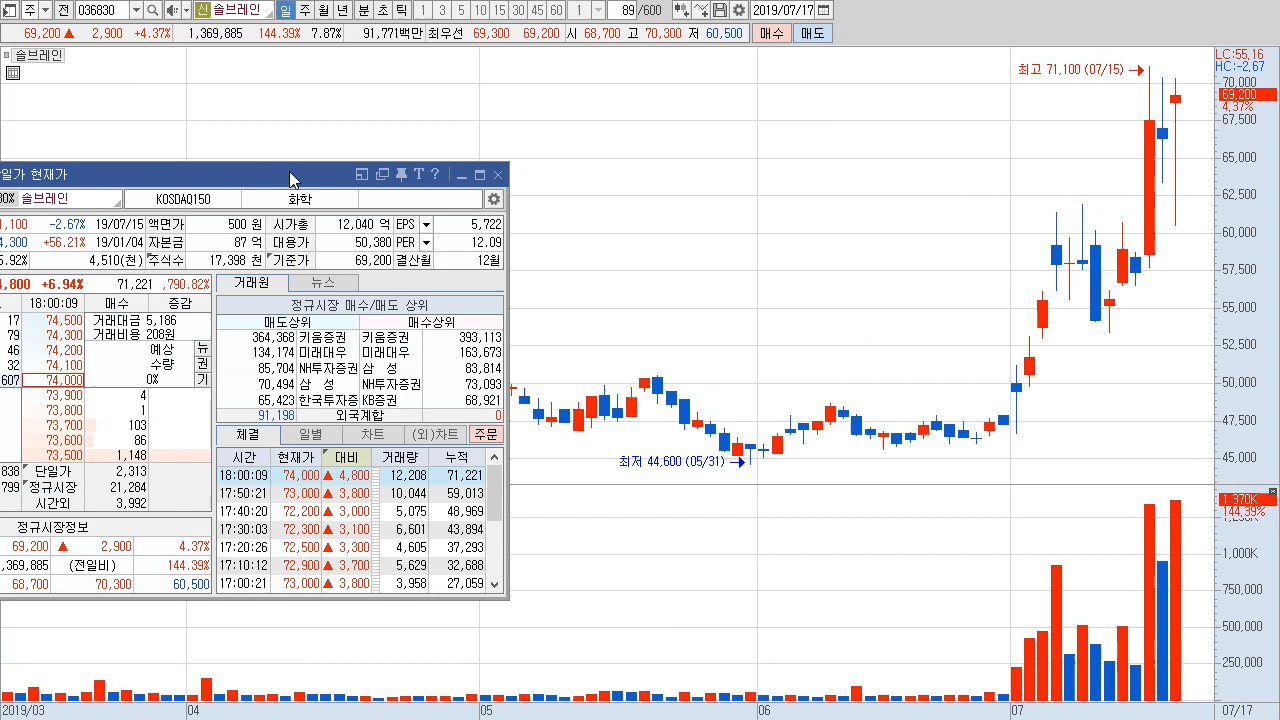 주 전 036830 신 솔브레인 일 주 월 년 분 초 틱 1 3 5 10 15 30 45 60 1 89 /600 2019/07/17
69,200 ▲ 2,900 +4.37% 1,369,885 144.39% 7.87% 91,771백만 최우선 69,300 69,200 시 68,700 고 70,300 저 60,500 매수 매도
솔브레인
LC:55,16
HC:-2,67
최고 71,100 (07/15)
70,000
69,200
4,37%
67,500
65,000
62,500
60,000
57,500
55,000
52,500
50,000
47,500
45,000
최저 44,600 (05/31)
단일가 현재가
30% 솔브레인 KOSDAQ150 화학
1,100 -2.67% 19/07/15 액면가 500 원 시가총 12,040 억 EPS 5,722
4,300 +56.21% 19/01/04 자본금 87 억 대용가 50,380 PER 12.09
5.92% 4,510(천) 주식수 17,398 천 기준가 69,200 결산월 12월
4,800 +6.94% 71,221 ,790.82% 거래원 뉴스
18:00:09 매수 증감
17 74,500 거래대금 5,186
79 74,300 거래비용 208원
46 74,200 예상 뉴
32 74,100 수량 권
607 74,000 0% 기
73,900 4
73,800 1
73,700 103
73,600 86
73,500 1,148
838 단일가 2,313
799 정규시장 21,284
시간외 3,992
정규시장정보
69,200 ▲ 2,900 4.37%
,369,885 (전일비) 144.39%
68,700 70,300 60,500
정규시장 매수/매도 상위
매도상위 매수상위
364,368 키움증권 키움증권 393,113
134,174 미래대우 미래대우 163,673
85,704 NH투자증권 삼 성 83,814
70,494 삼 성 NH투자증권 73,093
65,423 한국투자증 KB증권 68,921
91,198 외국계합 0
체결 일별 차트 (외)차트 주문
시간 현재가 대비 거래량 누적
18:00:09 74,000 ▲ 4,800 12,208 71,221
17:50:21 73,000 ▲ 3,800 10,044 59,013
17:40:20 72,200 ▲ 3,000 5,075 48,969
17:30:03 72,300 ▲ 3,100 6,601 43,894
17:20:26 72,500 ▲ 3,300 4,605 37,293
17:10:12 72,900 ▲ 3,700 5,629 32,688
17:00:21 73,000 ▲ 3,800 3,958 27,059
1,370K
144,39%
1,000K
750,000
500,000
250,000
2019/03 04 05 06 07 07/17